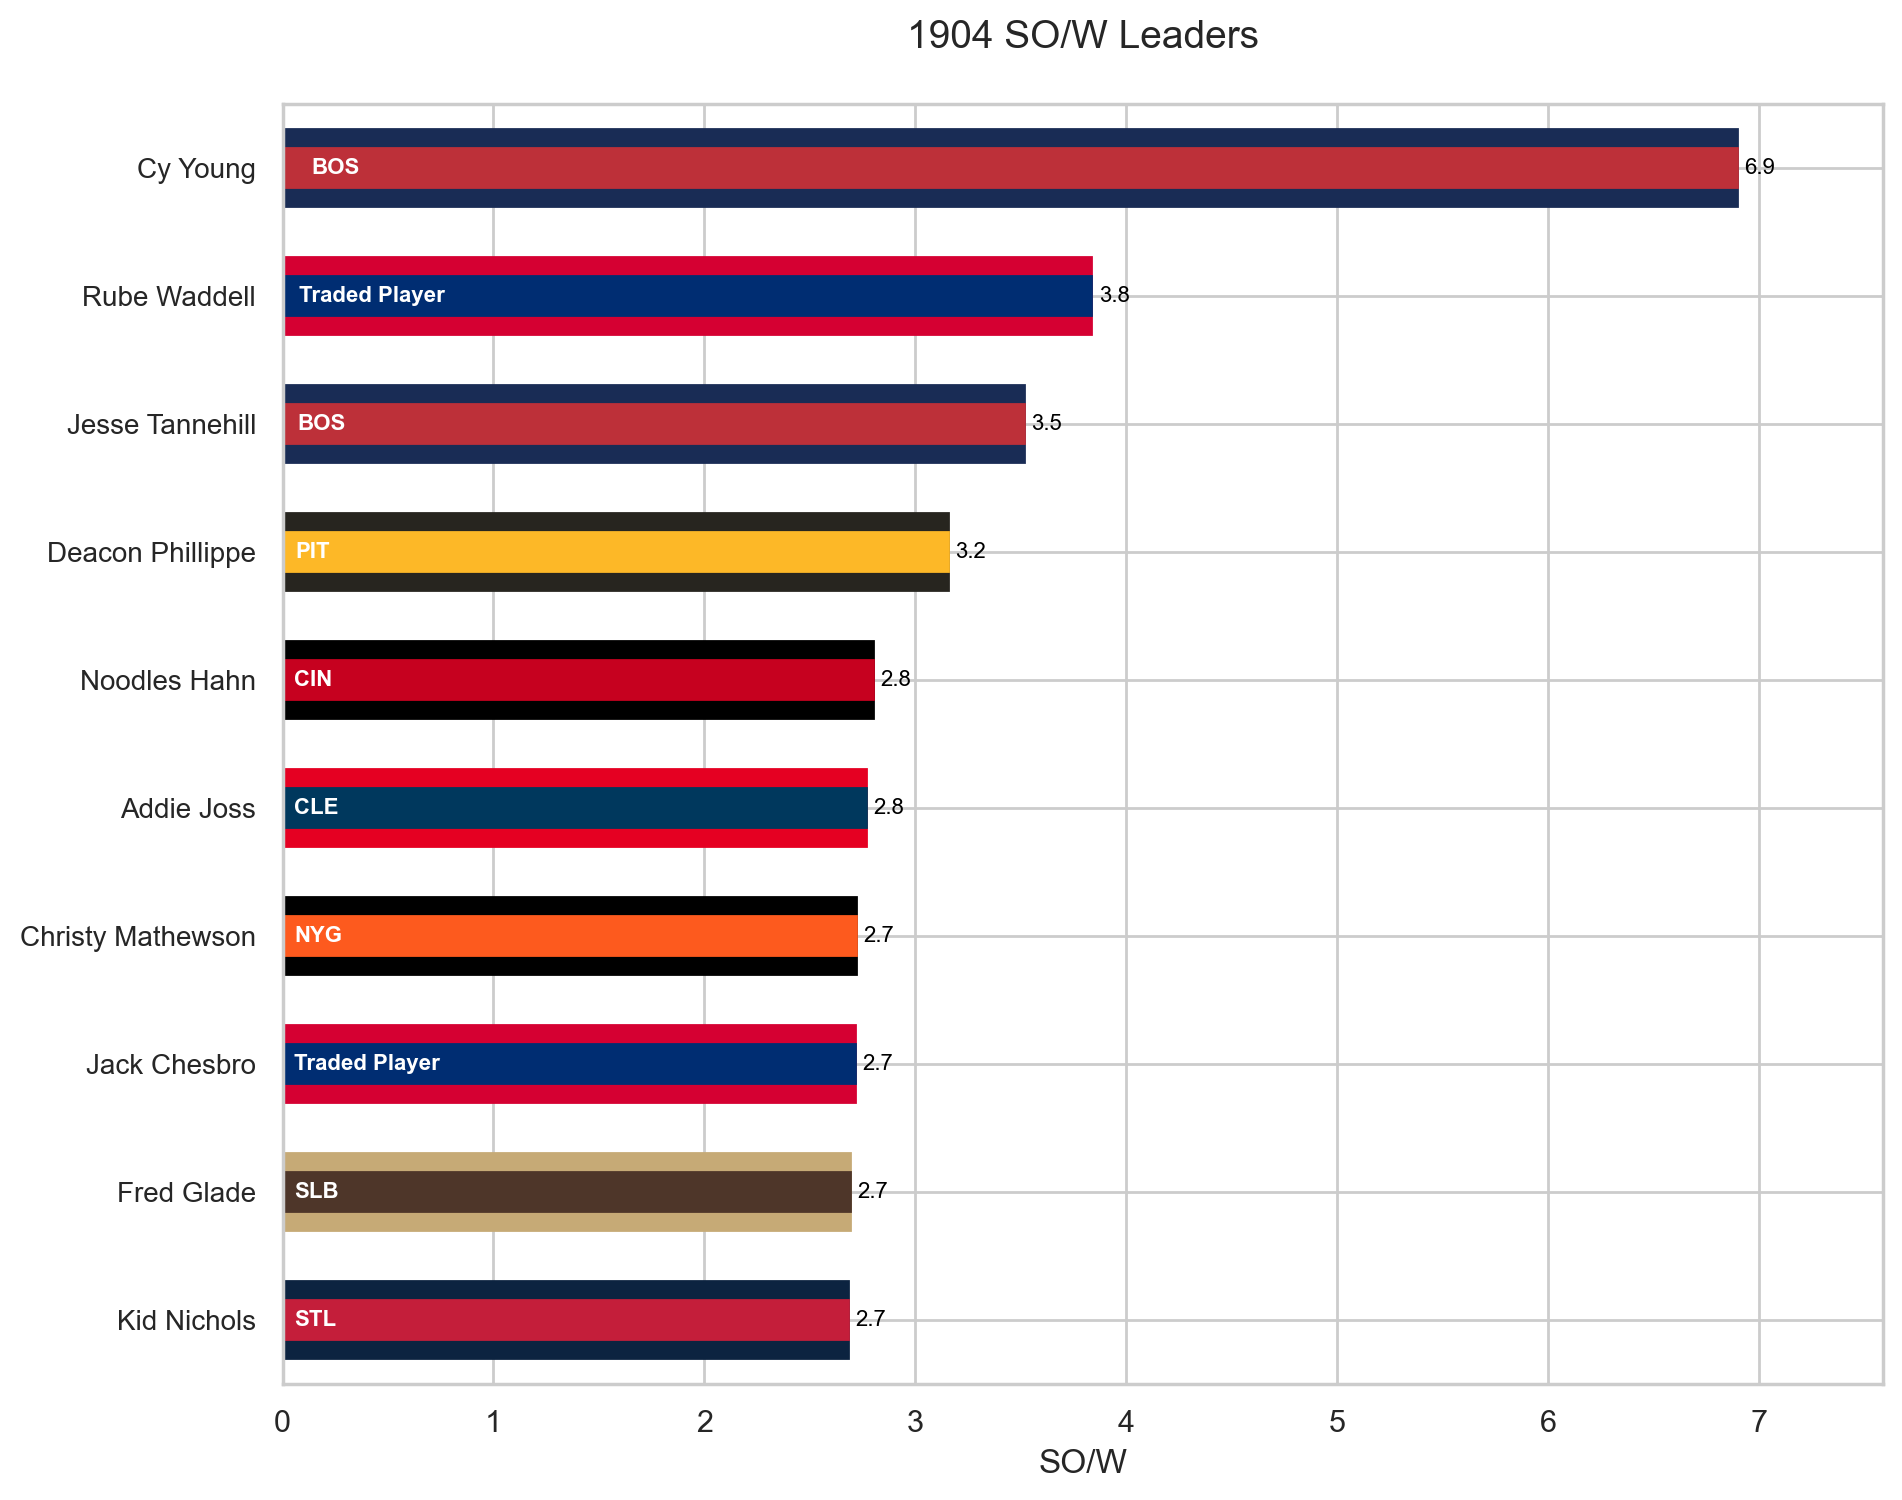 1904 SO/W Leaders
Cy Young
BOS
6.9
Rube Waddell
Traded Player
3.8
Jesse Tannehill
BOS
3.5
Deacon Phillippe
PIT
3.2
Noodles Hahn
CIN
2.8
Addie Joss
CLE
2.8
Christy Mathewson
NYG
2.7
Jack Chesbro
Traded Player
2.7
Fred Glade
SLB
2.7
Kid Nichols
STL
2.7
0 1 2 3 4 5 6 7
SO/W